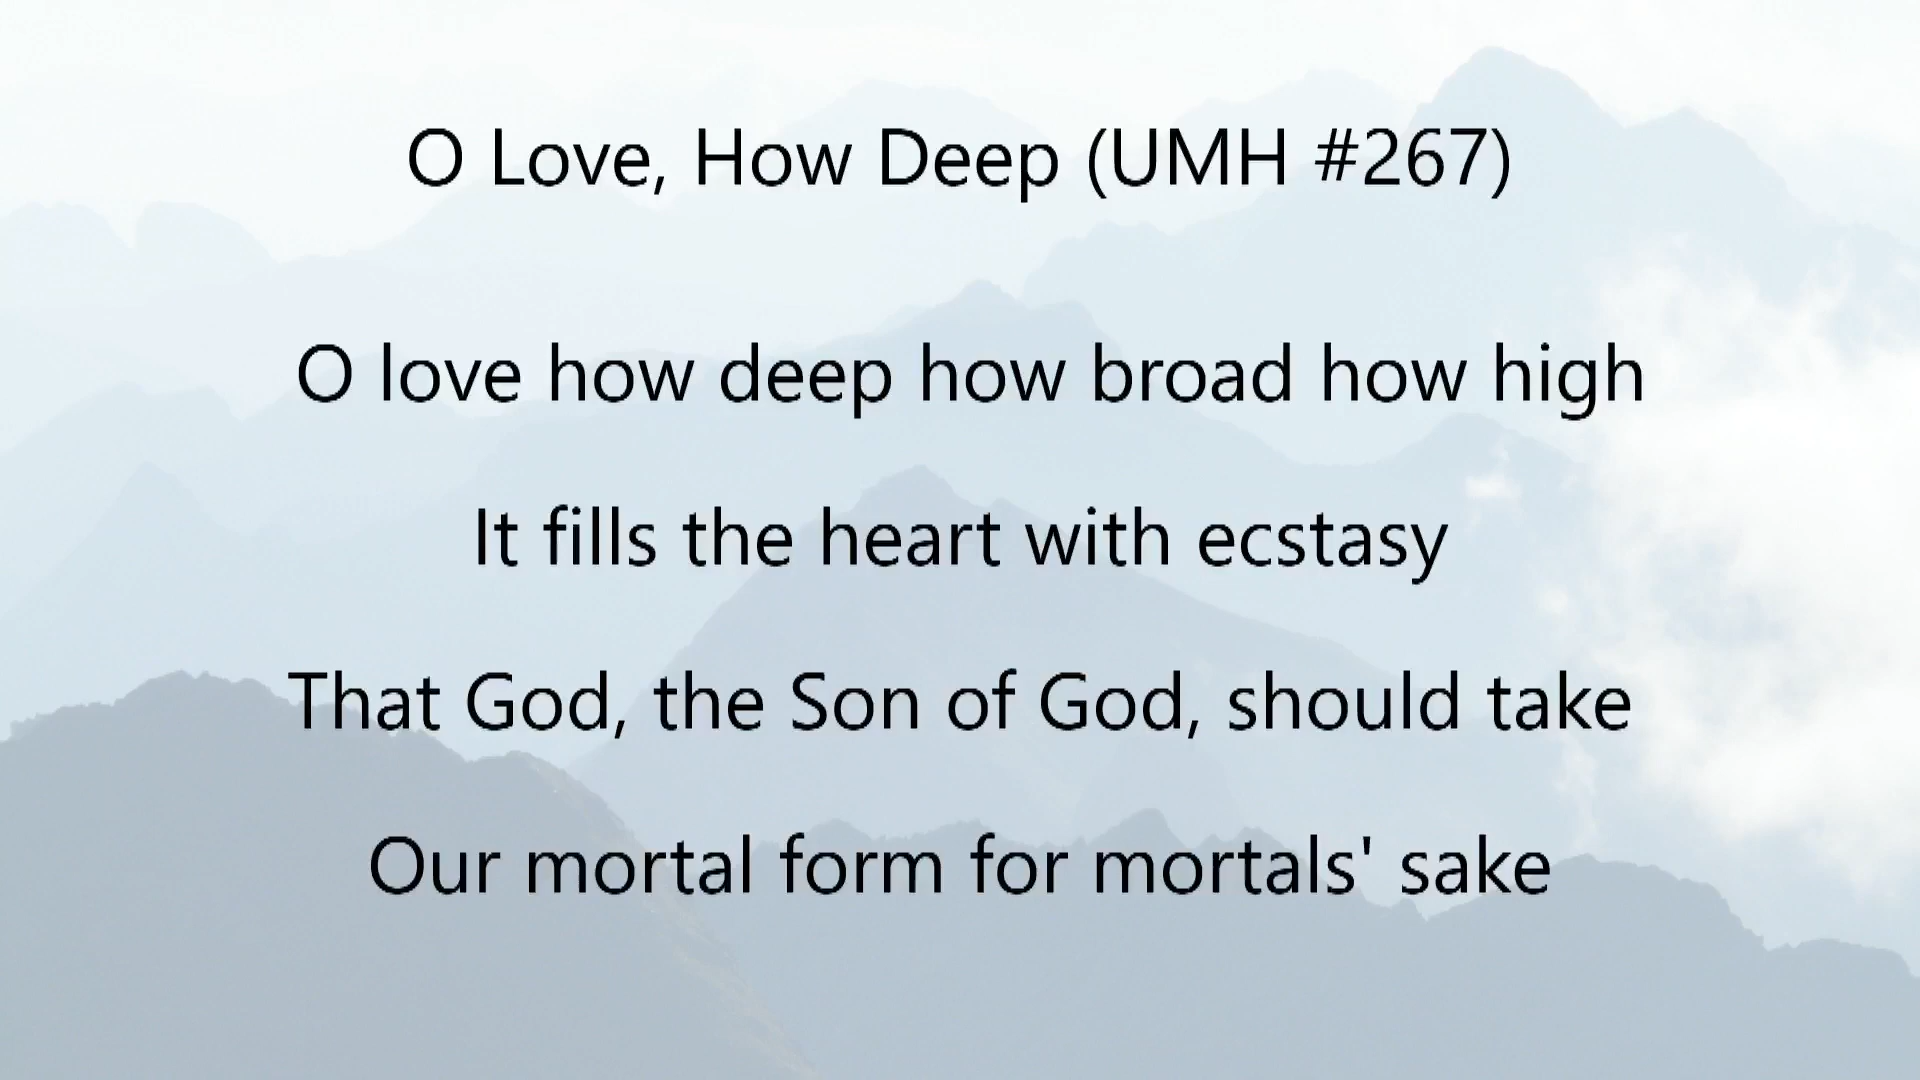 O Love, How Deep (UMH #267)
O love how deep how broad how high
It fills the heart with ecstasy
That God, the Son of God, should take
Our mortal form for mortals' sake